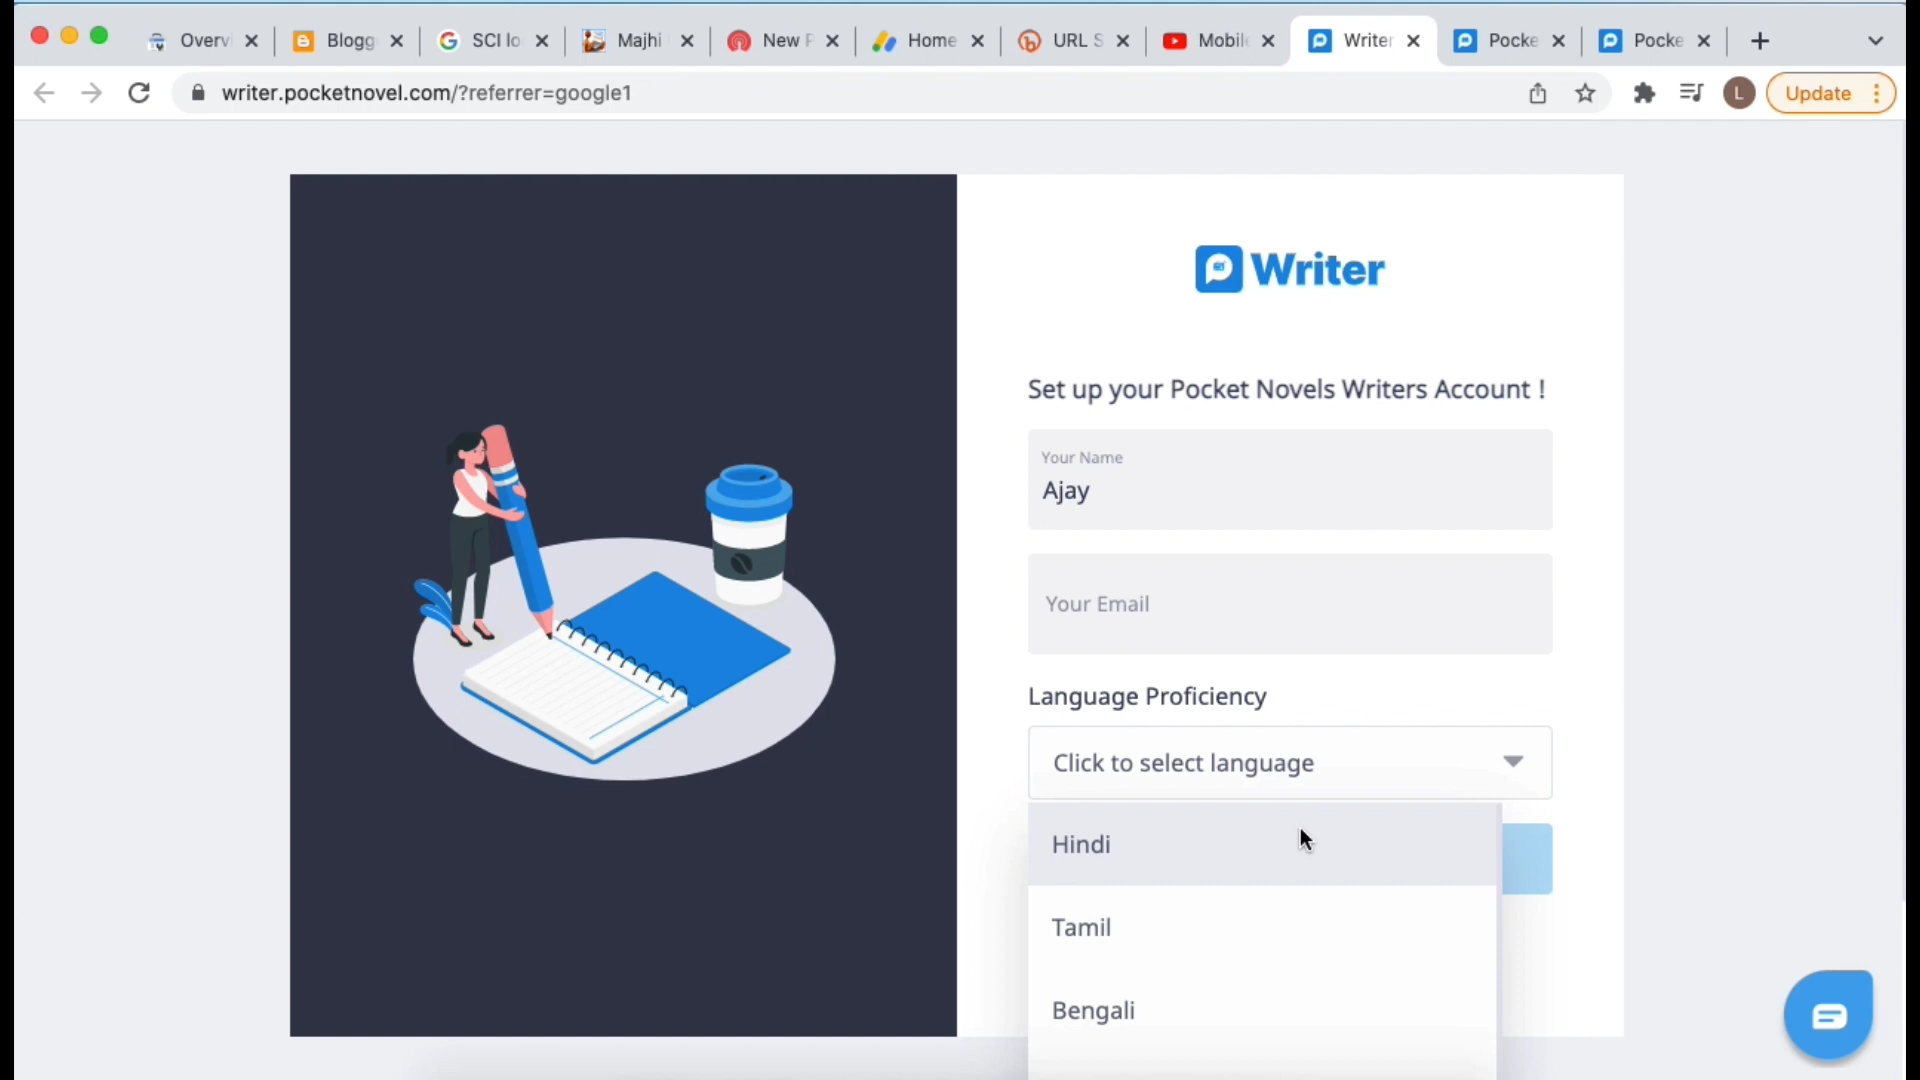 Overv
Blogg
SCI lo
Majhi
New P
Home
URL S
Mobile
Writer
Pocke
Pocke
writer.pocketnovel.com/?referrer=google1
L
Update
Writer
Set up your Pocket Novels Writers Account !
Your Name
Ajay
Your Email
Language Proficiency
Click to select language
Hindi
Tamil
Bengali